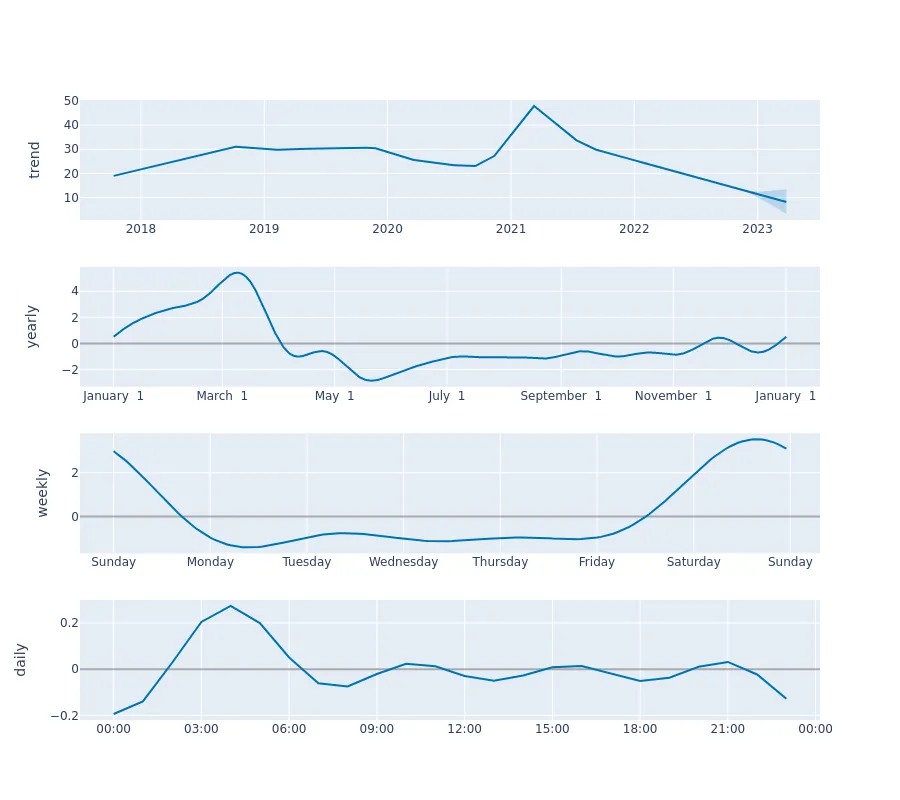 trend
50
40
30
20
10
2018 2019 2020 2021 2022 2023
yearly
4
2
0
−2
January 1 March 1 May 1 July 1 September 1 November 1 January 1
weekly
2
0
Sunday Monday Tuesday Wednesday Thursday Friday Saturday Sunday
daily
0.2
0
−0.2
00:00 03:00 06:00 09:00 12:00 15:00 18:00 21:00 00:00